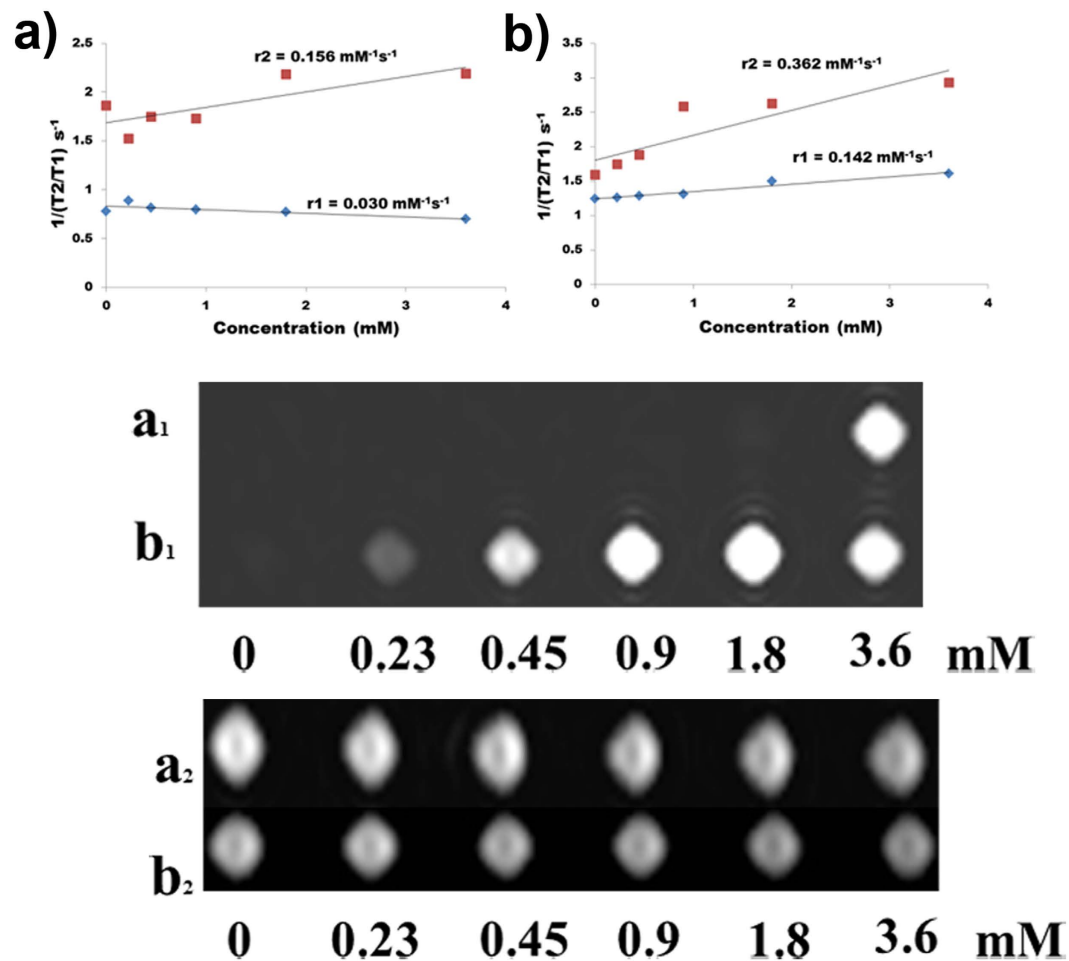 a)
2.5
2
1.5
1
0.5
0
1/(T2/T1) s-1
r2 = 0.156 mM-1s-1
r1 = 0.030 mM-1s-1
0 1 2 3 4
Concentration (mM)
b)
3.5
3
2.5
2
1.5
1
0.5
0
1/(T2/T1) s-1
r2 = 0.362 mM-1s-1
r1 = 0.142 mM-1s-1
0 1 2 3 4
Concentration (mM)
a1
b1
0 0.23 0.45 0.9 1.8 3.6 mM
a2
b2
0 0.23 0.45 0.9 1.8 3.6 mM